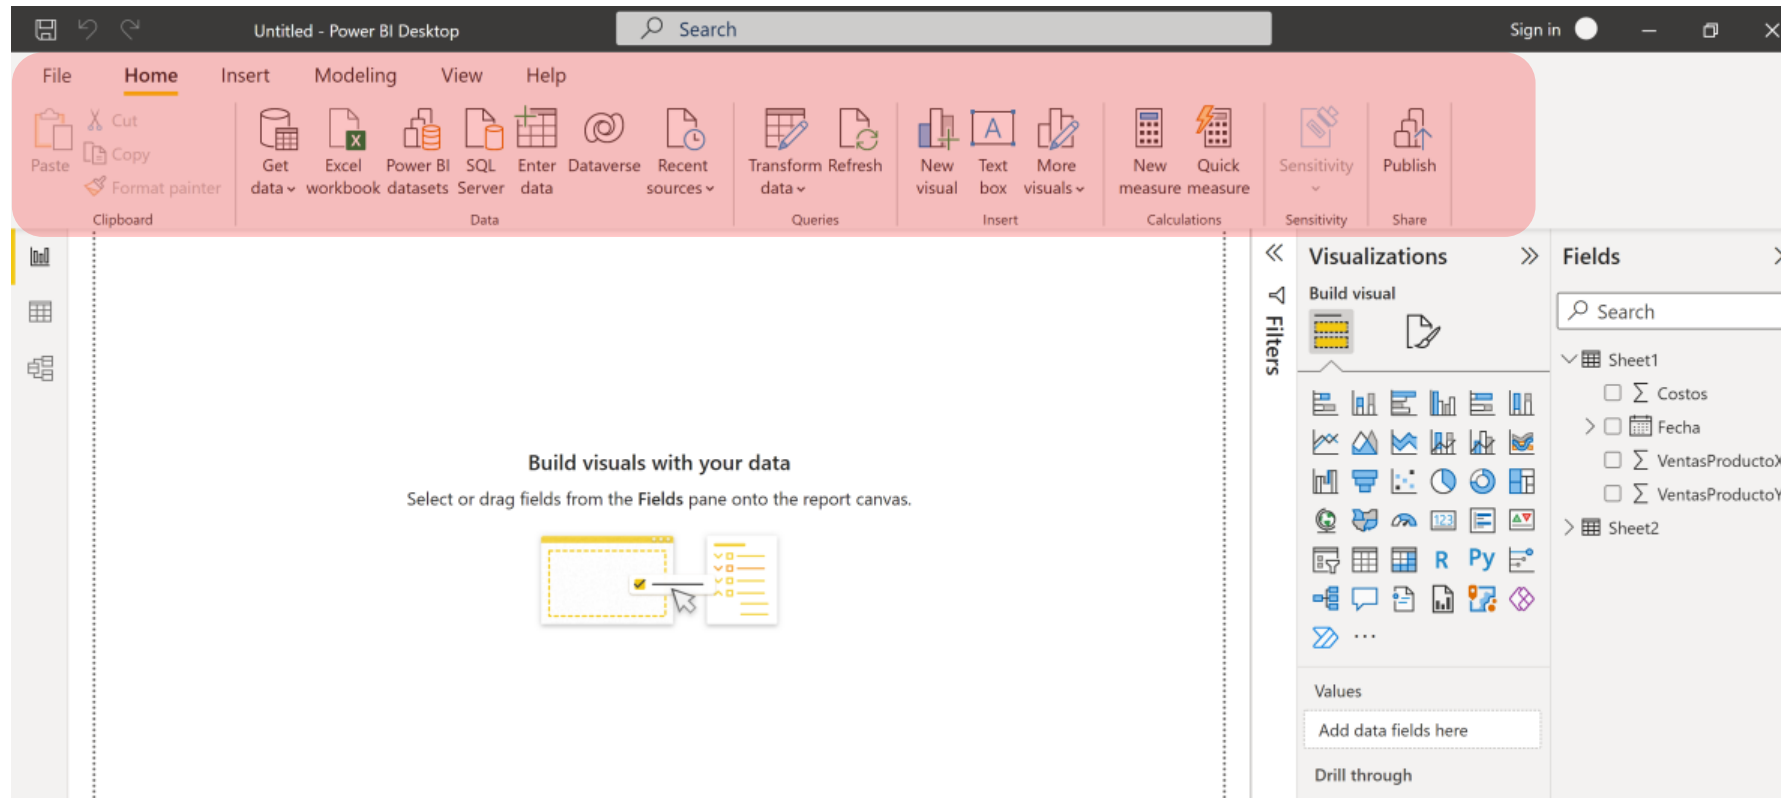 Untitled - Power BI Desktop
Search
Sign in
File Home Insert Modeling View Help
Paste
Cut
Copy
Format painter
Clipboard
Get data
Excel workbook
Power BI datasets
SQL Server
Enter data
Dataverse
Recent sources
Data
Transform data
Refresh
Queries
New visual
Text box
More visuals
Insert
New measure
Quick measure
Calculations
Sensitivity
Sensitivity
Publish
Share
Build visuals with your data
Select or drag fields from the Fields pane onto the report canvas.
Filters
Visualizations
Build visual
123
R
Py
...
Values
Add data fields here
Drill through
Fields
Search
Sheet1
Costos
Fecha
VentasProductoX
VentasProductoY
Sheet2